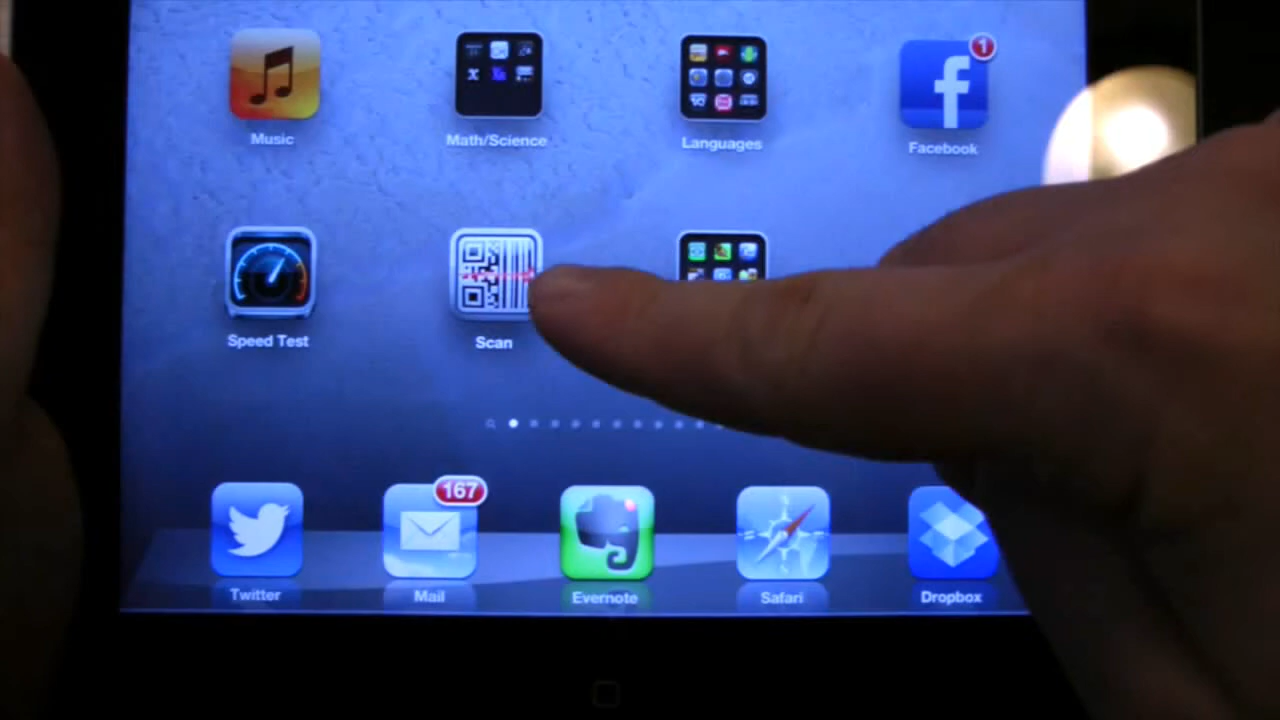 1
Music
Math/Science
Languages
Facebook
Speed Test
Scan
167
Twitter
Mail
Evernote
Safari
Dropbox